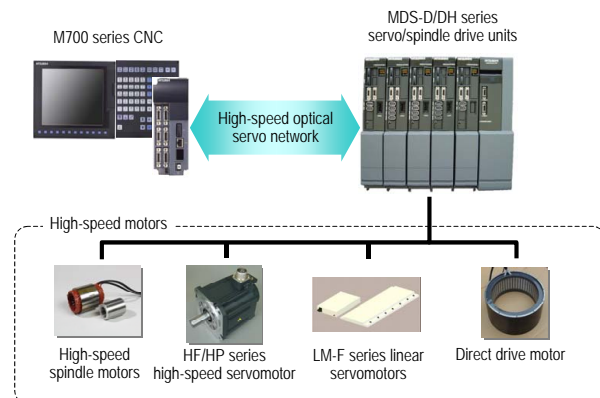 M700 series CNC
MDS-D/DH series
servo/spindle drive units
High-speed optical
servo network
High-speed motors
High-speed
spindle motors
HF/HP series
high-speed servomotor
LM-F series linear
servomotors
Direct drive motor